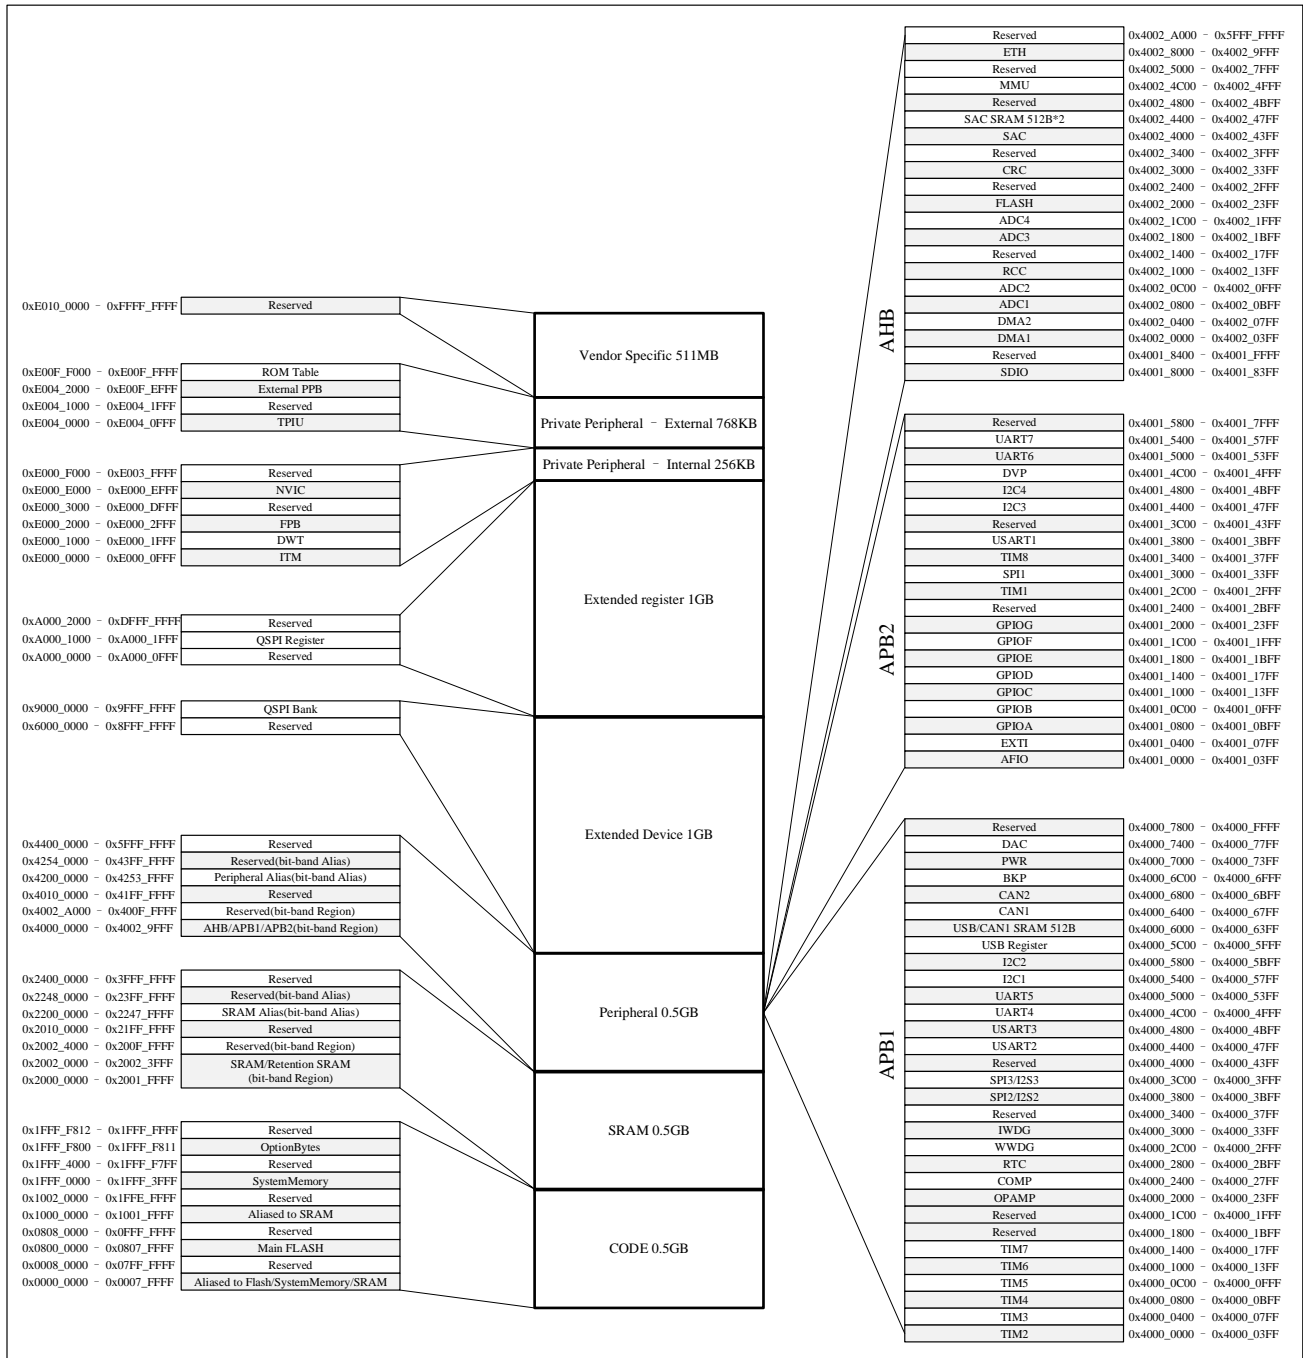 0xE010_0000 - 0xFFFF_FFFF Reserved
0xE00F_F000 - 0xE00F_FFFF ROM Table
0xE004_2000 - 0xE00F_EFFF External PPB
0xE004_1000 - 0xE004_1FFF Reserved
0xE004_0000 - 0xE004_0FFF TPIU
0xE000_F000 - 0xE003_FFFF Reserved
0xE000_E000 - 0xE000_EFFF NVIC
0xE000_3000 - 0xE000_DFFF Reserved
0xE000_2000 - 0xE000_2FFF FPB
0xE000_1000 - 0xE000_1FFF DWT
0xE000_0000 - 0xE000_0FFF ITM
0xA000_2000 - 0xDFFF_FFFF Reserved
0xA000_1000 - 0xA000_1FFF QSPI Register
0xA000_0000 - 0xA000_0FFF Reserved
0x9000_0000 - 0x9FFF_FFFF QSPI Bank
0x6000_0000 - 0x8FFF_FFFF Reserved
0x4400_0000 - 0x5FFF_FFFF Reserved
0x4254_0000 - 0x43FF_FFFF Reserved(bit-band Alias)
0x4200_0000 - 0x4253_FFFF Peripheral Alias(bit-band Alias)
0x4010_0000 - 0x41FF_FFFF Reserved
0x4002_A000 - 0x400F_FFFF Reserved(bit-band Region)
0x4000_0000 - 0x4002_9FFF AHB/APB1/APB2(bit-band Region)
0x2400_0000 - 0x3FFF_FFFF Reserved
0x2248_0000 - 0x23FF_FFFF Reserved(bit-band Alias)
0x2200_0000 - 0x2247_FFFF SRAM Alias(bit-band Alias)
0x2010_0000 - 0x21FF_FFFF Reserved
0x2002_4000 - 0x200F_FFFF Reserved(bit-band Region)
0x2002_0000 - 0x2002_3FFF SRAM/Retention SRAM
0x2000_0000 - 0x2001_FFFF (bit-band Region)
0x1FFF_F812 - 0x1FFF_FFFF Reserved
0x1FFF_F800 - 0x1FFF_F811 OptionBytes
0x1FFF_4000 - 0x1FFF_F7FF Reserved
0x1FFF_0000 - 0x1FFF_3FFF SystemMemory
0x1002_0000 - 0x1FFE_FFFF Reserved
0x1000_0000 - 0x1001_FFFF Aliased to SRAM
0x0808_0000 - 0x0FFF_FFFF Reserved
0x0800_0000 - 0x0807_FFFF Main FLASH
0x0008_0000 - 0x07FF_FFFF Reserved
0x0000_0000 - 0x0007_FFFF Aliased to Flash/SystemMemory/SRAM
Vendor Specific 511MB
Private Peripheral - External 768KB
Private Peripheral - Internal 256KB
Extended register 1GB
Extended Device 1GB
Peripheral 0.5GB
SRAM 0.5GB
CODE 0.5GB
AHB
Reserved 0x4002_A000 - 0x5FFF_FFFF
ETH 0x4002_8000 - 0x4002_9FFF
Reserved 0x4002_5000 - 0x4002_7FFF
MMU 0x4002_4C00 - 0x4002_4FFF
Reserved 0x4002_4800 - 0x4002_4BFF
SAC SRAM 512B*2 0x4002_4400 - 0x4002_47FF
SAC 0x4002_4000 - 0x4002_43FF
Reserved 0x4002_3400 - 0x4002_3FFF
CRC 0x4002_3000 - 0x4002_33FF
Reserved 0x4002_2400 - 0x4002_2FFF
FLASH 0x4002_2000 - 0x4002_23FF
ADC4 0x4002_1C00 - 0x4002_1FFF
ADC3 0x4002_1800 - 0x4002_1BFF
Reserved 0x4002_1400 - 0x4002_17FF
RCC 0x4002_1000 - 0x4002_13FF
ADC2 0x4002_0C00 - 0x4002_0FFF
ADC1 0x4002_0800 - 0x4002_0BFF
DMA2 0x4002_0400 - 0x4002_07FF
DMA1 0x4002_0000 - 0x4002_03FF
Reserved 0x4001_8400 - 0x4001_FFFF
SDIO 0x4001_8000 - 0x4001_83FF
APB2
Reserved 0x4001_5800 - 0x4001_7FFF
UART7 0x4001_5400 - 0x4001_57FF
UART6 0x4001_5000 - 0x4001_53FF
DVP 0x4001_4C00 - 0x4001_4FFF
I2C4 0x4001_4800 - 0x4001_4BFF
I2C3 0x4001_4400 - 0x4001_47FF
Reserved 0x4001_3C00 - 0x4001_43FF
USART1 0x4001_3800 - 0x4001_3BFF
TIM8 0x4001_3400 - 0x4001_37FF
SPI1 0x4001_3000 - 0x4001_33FF
TIM1 0x4001_2C00 - 0x4001_2FFF
Reserved 0x4001_2400 - 0x4001_2BFF
GPIOG 0x4001_2000 - 0x4001_23FF
GPIOF 0x4001_1C00 - 0x4001_1FFF
GPIOE 0x4001_1800 - 0x4001_1BFF
GPIOD 0x4001_1400 - 0x4001_17FF
GPIOC 0x4001_1000 - 0x4001_13FF
GPIOB 0x4001_0C00 - 0x4001_0FFF
GPIOA 0x4001_0800 - 0x4001_0BFF
EXTI 0x4001_0400 - 0x4001_07FF
AFIO 0x4001_0000 - 0x4001_03FF
APB1
Reserved 0x4000_7800 - 0x4000_FFFF
DAC 0x4000_7400 - 0x4000_77FF
PWR 0x4000_7000 - 0x4000_73FF
BKP 0x4000_6C00 - 0x4000_6FFF
CAN2 0x4000_6800 - 0x4000_6BFF
CAN1 0x4000_6400 - 0x4000_67FF
USB/CAN1 SRAM 512B 0x4000_6000 - 0x4000_63FF
USB Register 0x4000_5C00 - 0x4000_5FFF
I2C2 0x4000_5800 - 0x4000_5BFF
I2C1 0x4000_5400 - 0x4000_57FF
UART5 0x4000_5000 - 0x4000_53FF
UART4 0x4000_4C00 - 0x4000_4FFF
USART3 0x4000_4800 - 0x4000_4BFF
USART2 0x4000_4400 - 0x4000_47FF
Reserved 0x4000_4000 - 0x4000_43FF
SPI3/I2S3 0x4000_3C00 - 0x4000_3FFF
SPI2/I2S2 0x4000_3800 - 0x4000_3BFF
Reserved 0x4000_3400 - 0x4000_37FF
IWDG 0x4000_3000 - 0x4000_33FF
WWDG 0x4000_2C00 - 0x4000_2FFF
RTC 0x4000_2800 - 0x4000_2BFF
COMP 0x4000_2400 - 0x4000_27FF
OPAMP 0x4000_2000 - 0x4000_23FF
Reserved 0x4000_1C00 - 0x4000_1FFF
Reserved 0x4000_1800 - 0x4000_1BFF
TIM7 0x4000_1400 - 0x4000_17FF
TIM6 0x4000_1000 - 0x4000_13FF
TIM5 0x4000_0C00 - 0x4000_0FFF
TIM4 0x4000_0800 - 0x4000_0BFF
TIM3 0x4000_0400 - 0x4000_07FF
TIM2 0x4000_0000 - 0x4000_03FF